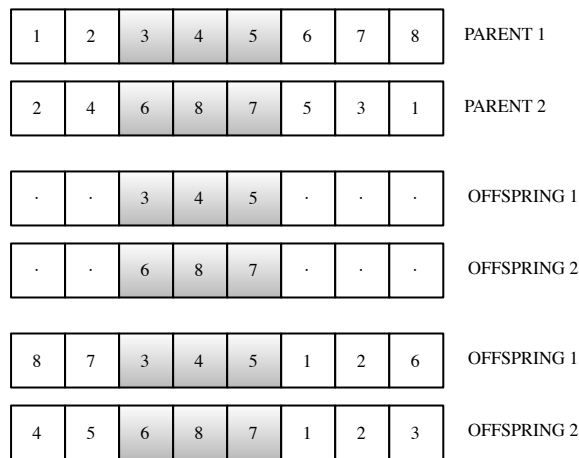 1 2 3 4 5 6 7 8 PARENT 1
2 4 6 8 7 5 3 1 PARENT 2
. . 3 4 5 . . . OFFSPRING 1
. . 6 8 7 . . . OFFSPRING 2
8 7 3 4 5 1 2 6 OFFSPRING 1
4 5 6 8 7 1 2 3 OFFSPRING 2